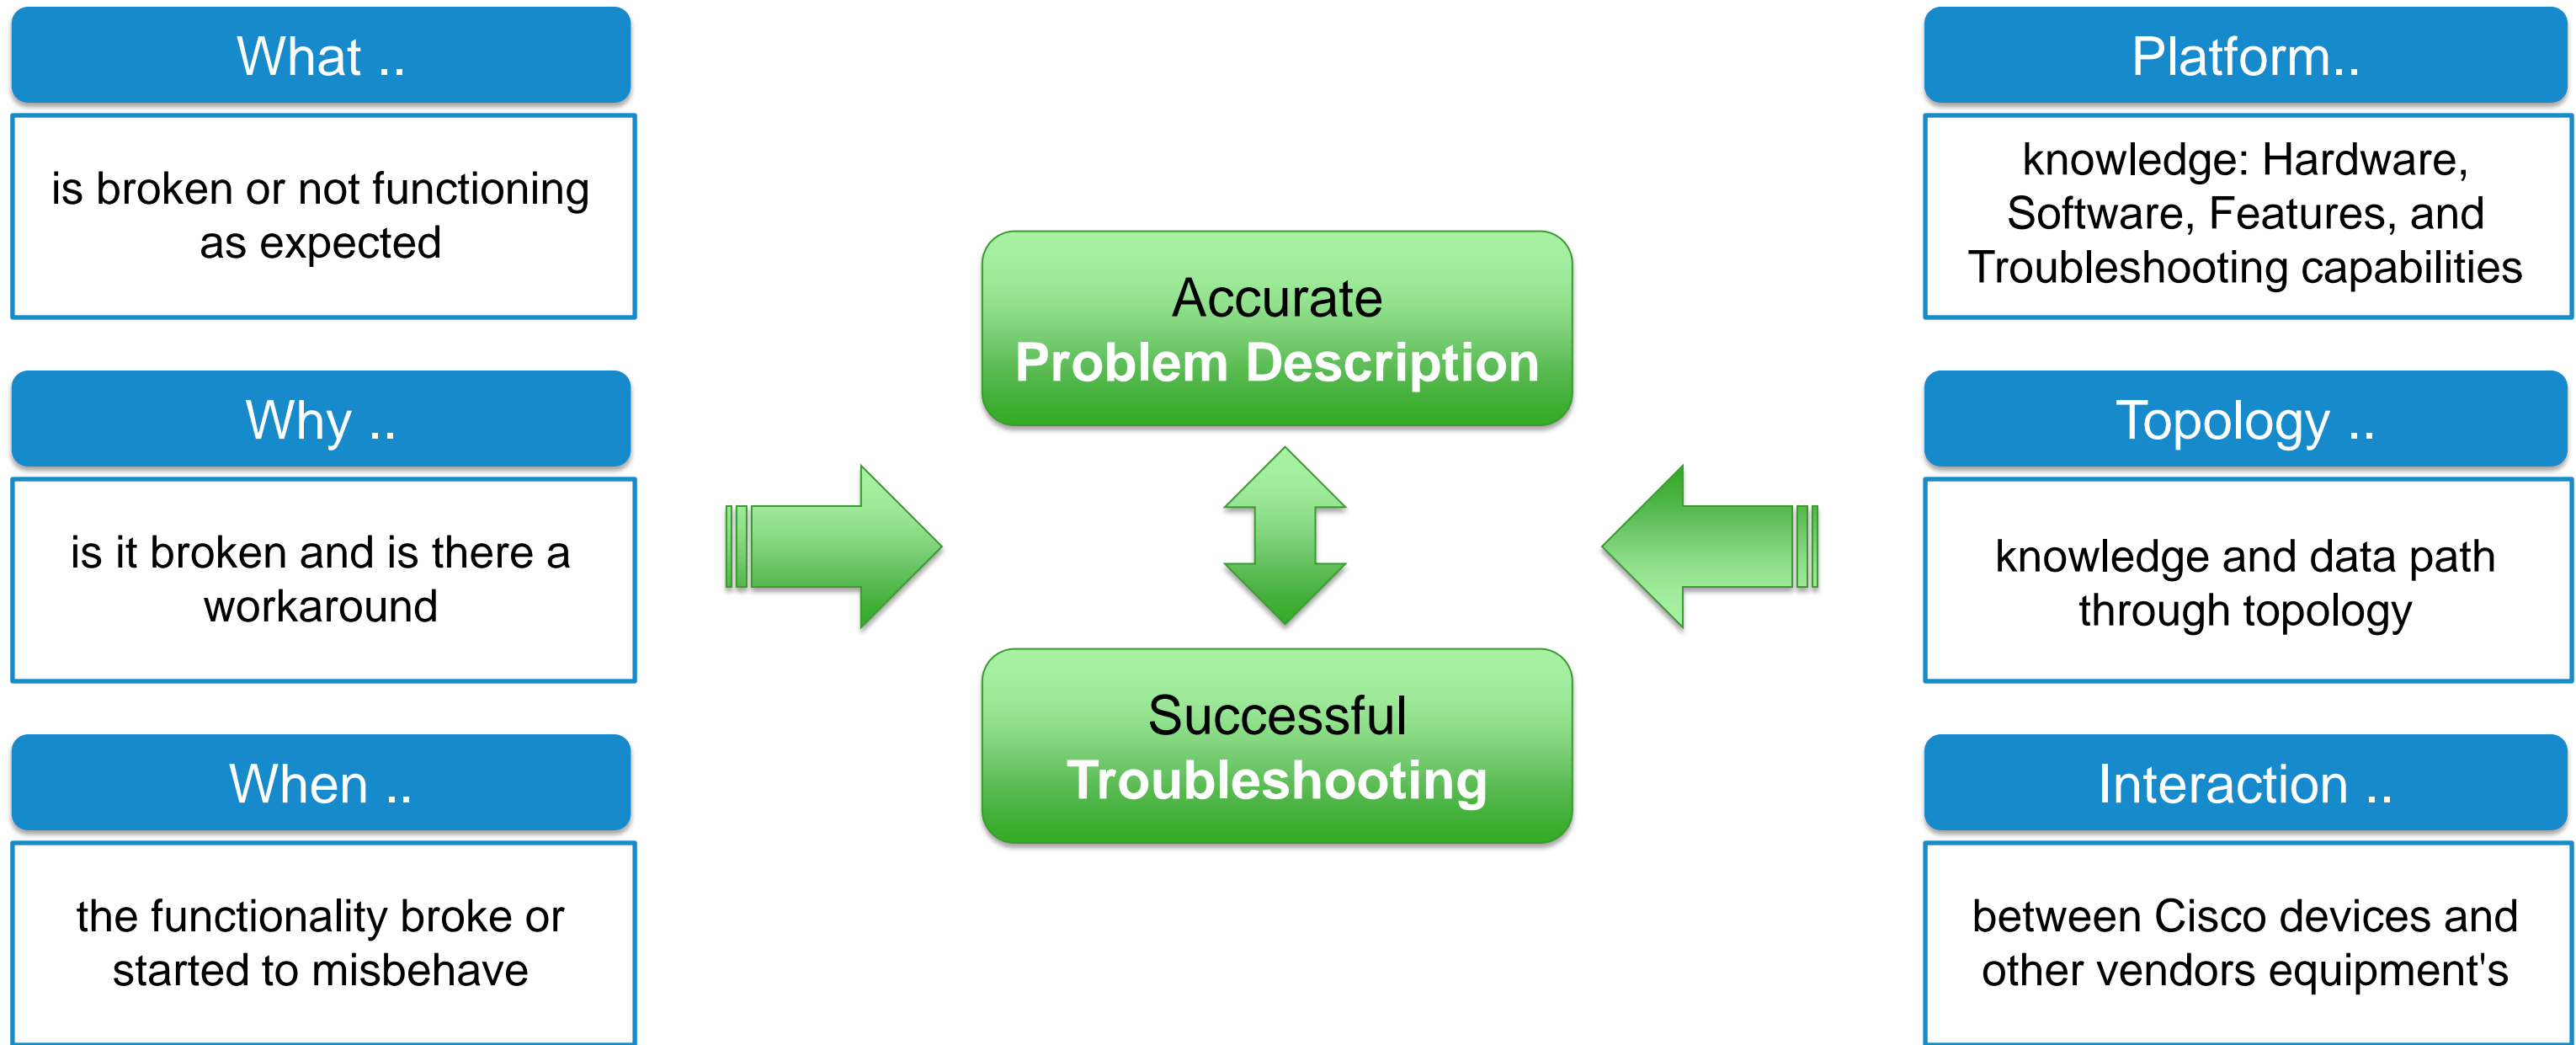 What ..
is broken or not functioning
as expected
Why ..
is it broken and is there a
workaround
When ..
the functionality broke or
started to misbehave
Accurate
Problem Description
Successful
Troubleshooting
Platform..
knowledge: Hardware,
Software, Features, and
Troubleshooting capabilities
Topology ..
knowledge and data path
through topology
Interaction ..
between Cisco devices and
other vendors equipment's